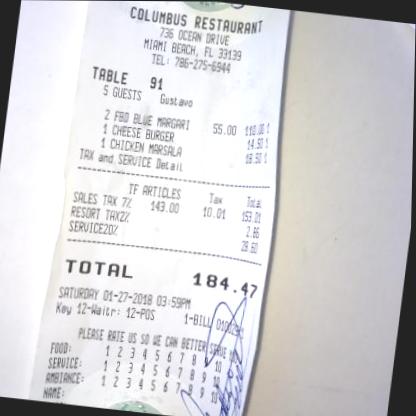 COLUMBUS RESTAURANT
736 OCEAN DRIVE
MIAMI BEACH, FL 33139
TEL: 786-275-6944
TABLE 91
5 GUESTS Gustavo
2 FBD BLUE MARGARI 55.00 110.00 1
1 CHEESE BURGER 14.50 1
1 CHICKEN MARSALA 18.50 1
TAX and SERVICE Detail
TF ARTICLES Tax Total
SALES TAX 7% 143.00 10.01 153.01
RESORT TAX2% 2.86
SERVICE20% 28.60
TOTAL 184.47
SATURDAY 01-27-2018 03:59PM
Key 12-Waitr: 12-POS 1-BILL
PLEASE RATE US SO WE CAN BETTER
FOOD: 1 2 3 4 5 6 7 8 9 10
SERVICE: 1 2 3 4 5 6 7 8 9 10
AMBIANCE: 1 2 3 4 5 6 7 8 9 10
NAME: